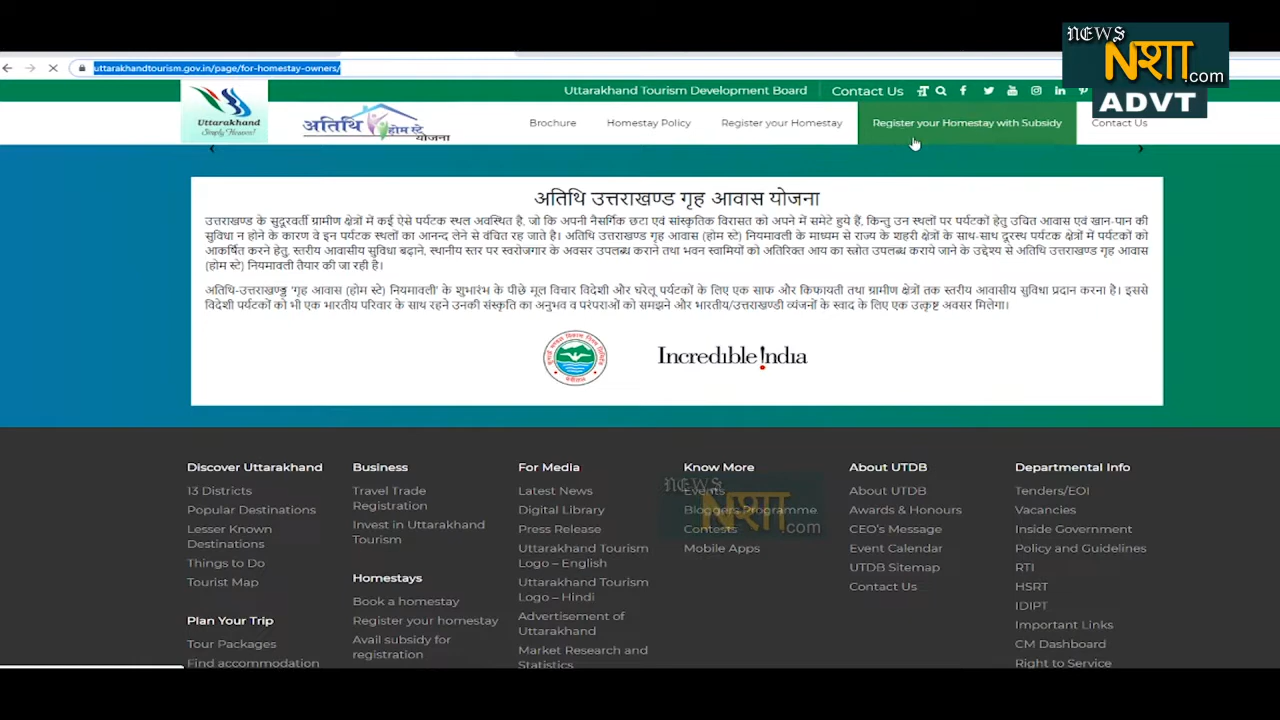 NEWS
नशा.com
ADVT
uttarakhandtourism.gov.in/page/for-homestay-owners/
Uttarakhand Tourism Development Board
Contact Us
Uttarakhand
Simply Heaven!
अतिथि होम स्टे
योजना
Brochure
Homestay Policy
Register your Homestay
Register your Homestay with Subsidy
Contact Us
अतिथि उत्तराखण्ड गृह आवास योजना
उत्तराखण्ड के सुदूरवर्ती ग्रामीण क्षेत्रों में कई ऐसे पर्यटक स्थल अवस्थित है, जो कि अपनी नैसर्गिक छटा एवं सांस्कृतिक विरासत को अपने में समेटे हुये हैं, किन्तु उन स्थलों पर पर्यटकों हेतु उचित आवास एवं खान-पान की
सुविधा न होने के कारण वे इन पर्यटक स्थलों का आनन्द लेने से वंचित रह जाते है। अतिथि उत्तराखण्ड गृह आवास (होम स्टे) नियमावली के माध्यम से राज्य के शहरी क्षेत्रों के साथ-साथ दूरस्थ पर्यटक क्षेत्रों में पर्यटकों को
आकर्षित करने हेतु, स्तरीय आवासीय सुविधा बढ़ाने, स्थानीय स्तर पर स्वरोजगार के अवसर उपलब्ध कराने तथा भवन स्वामियों को अतिरिक्त आय का स्त्रोत उपलब्ध कराये जाने के उद्देश्य से अतिथि उत्तराखण्ड गृह आवास
(होम स्टे) नियमावली तैयार की जा रही है।
अतिथि-उत्तराखण्ड 'गृह आवास (होम स्टे) नियमावली' के शुभारंभ के पीछे मूल विचार विदेशी और घरेलू पर्यटकों के लिए एक साफ और किफायती तथा ग्रामीण क्षेत्रों तक स्तरीय आवासीय सुविधा प्रदान करना है। इससे
विदेशी पर्यटकों को भी एक भारतीय परिवार के साथ रहने उनकी संस्कृति का अनुभव व परंपराओं को समझने और भारतीय/उत्तराखण्डी व्यंजनों के स्वाद के लिए एक उत्कृष्ट अवसर मिलेगा।
Incredible !ndia
Discover Uttarakhand
13 Districts
Popular Destinations
Lesser Known
Destinations
Things to Do
Tourist Map
Plan Your Trip
Tour Packages
Find accommodation
Business
Travel Trade
Registration
Invest in Uttarakhand
Tourism
Homestays
Book a homestay
Register your homestay
Avail subsidy for
registration
For Media
Latest News
Digital Library
Press Release
Uttarakhand Tourism
Logo – English
Uttarakhand Tourism
Logo – Hindi
Advertisement of
Uttarakhand
Market Research and
Statistics
Know More
Events
Bloggers Programme
Contests
Mobile Apps
NEWS
नशा.com
About UTDB
About UTDB
Awards & Honours
CEO's Message
Event Calendar
UTDB Sitemap
Contact Us
Departmental Info
Tenders/EOI
Vacancies
Inside Government
Policy and Guidelines
RTI
HSRT
IDIPT
Important Links
CM Dashboard
Right to Service